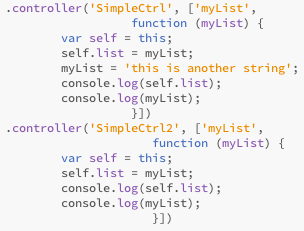 .controller('SimpleCtrl', ['myList',
function (myList) {
var self = this;
self.list = myList;
myList = 'this is another string';
console.log(self.list);
console.log(myList);
}])
.controller('SimpleCtrl2', ['myList',
function (myList) {
var self = this;
self.list = myList;
console.log(self.list);
console.log(myList);
}])